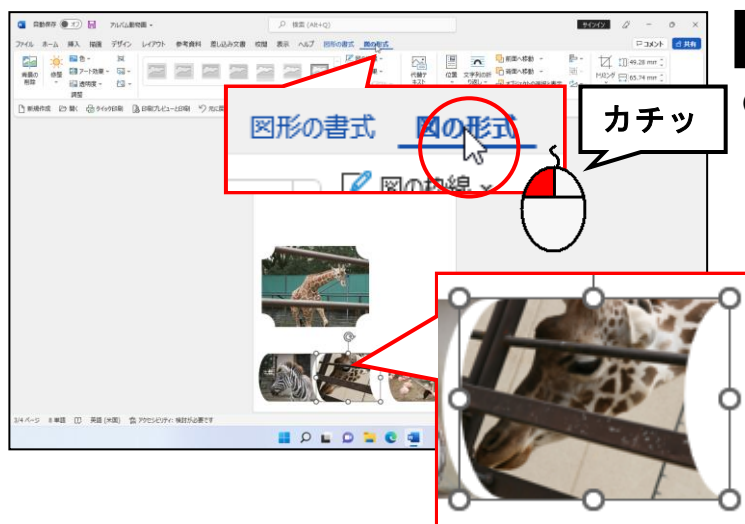 自動保存 アルバム動物園 検索 (Alt+Q) サインイン
ファイル ホーム 挿入 描画 デザイン レイアウト 参考資料 差し込み文書 校閲 表示 ヘルプ 図形の書式 図の形式 コメント 共有
背景の削除 修整 色 アート効果 透明度 代替テキスト 位置 文字列の折り返し 前面へ移動 背面へ移動 トリミング 49.28 mm 65.74 mm
調整
新規作成 開く クイック印刷 印刷プレビューと印刷 元に戻
図形の書式 図の形式
図の枠線
カチッ
3/4 ページ 8 単語 英語 (米国) アクセシビリティ: 検討が必要です